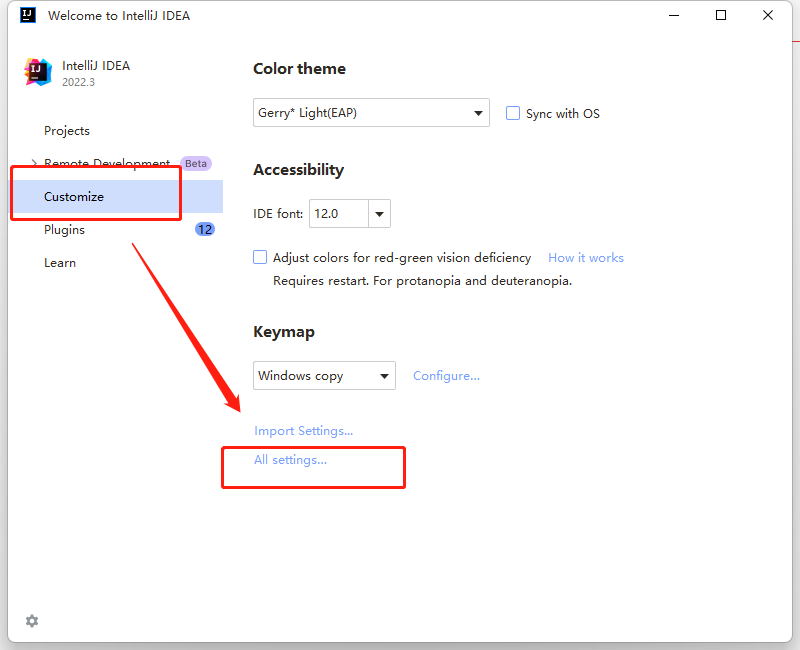 Welcome to IntelliJ IDEA
IntelliJ IDEA
2022.3
Projects
Remote Development Beta
Customize
Plugins 12
Learn
Color theme
Gerry* Light(EAP) Sync with OS
Accessibility
IDE font: 12.0
Adjust colors for red-green vision deficiency How it works
Requires restart. For protanopia and deuteranopia.
Keymap
Windows copy Configure...
Import Settings...
All settings...